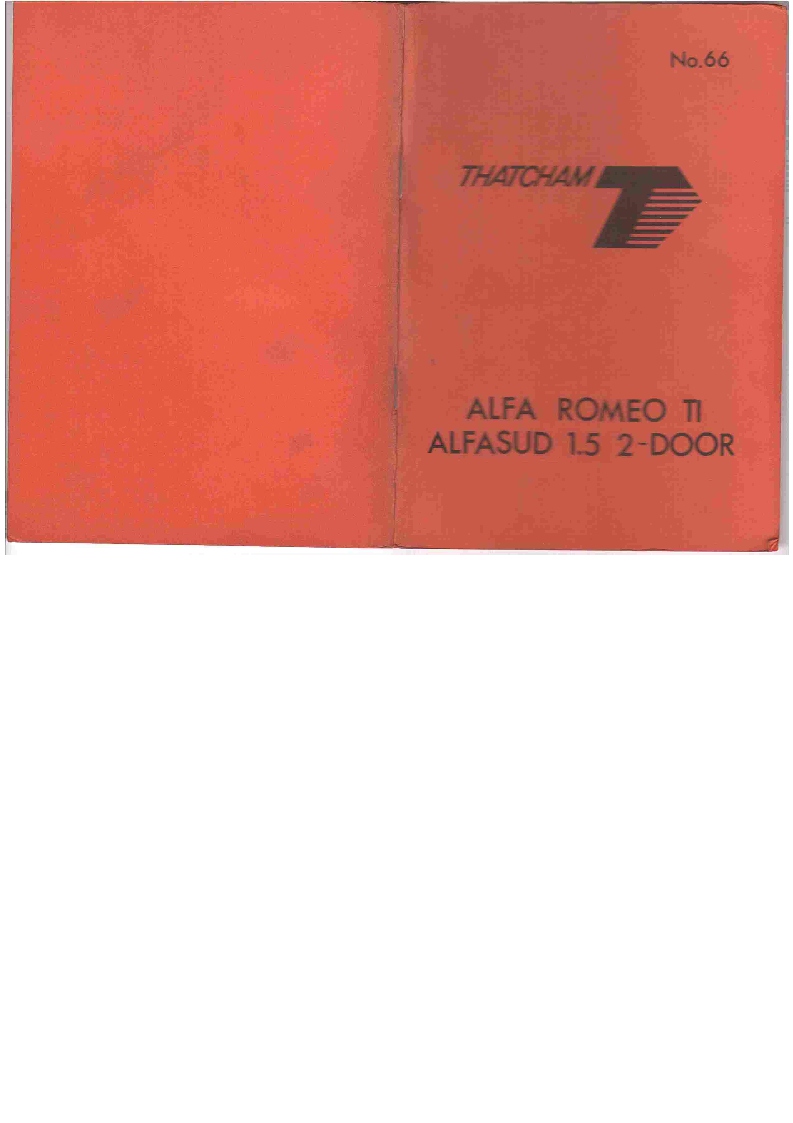 No.66
THATCHAM
ALFA ROMEO TI
ALFASUD 1.5 2-DOOR